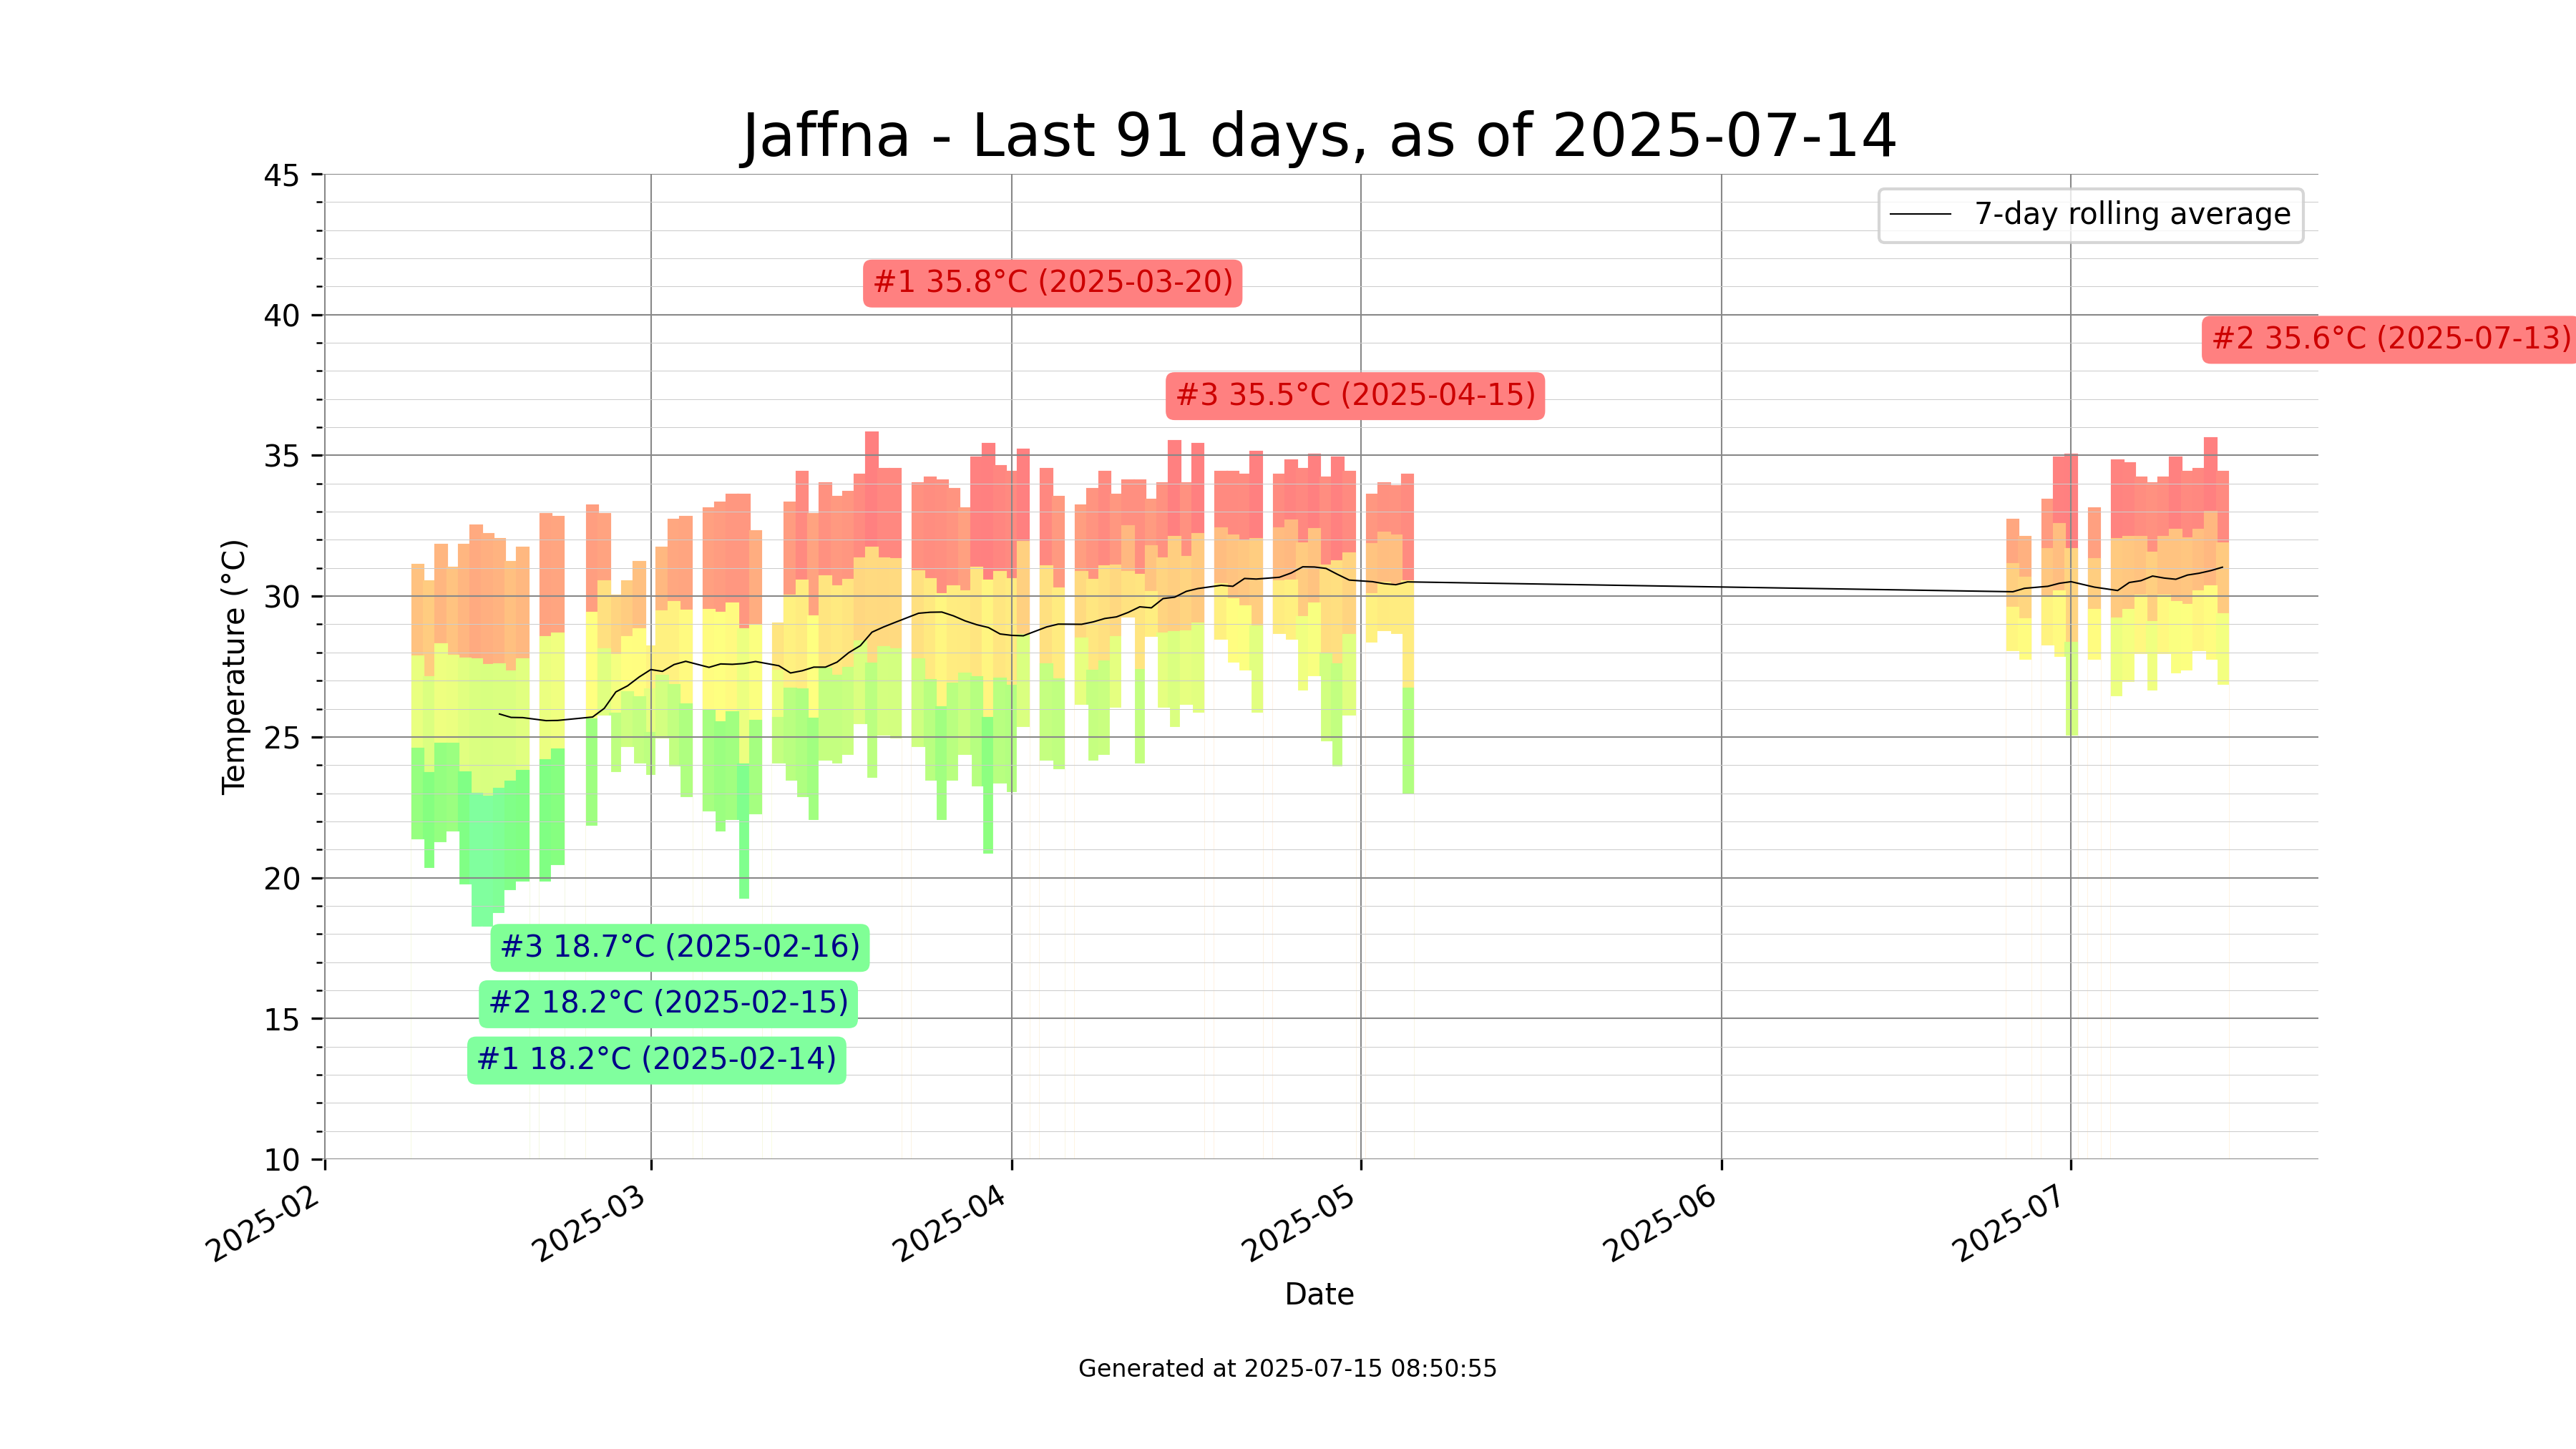 Jaffna - Last 91 days, as of 2025-07-14
7-day rolling average
#1 35.8°C (2025-03-20)
#2 35.6°C (2025-07-13)
#3 35.5°C (2025-04-15)
#3 18.7°C (2025-02-16)
#2 18.2°C (2025-02-15)
#1 18.2°C (2025-02-14)
Temperature (°C)
45
40
35
30
25
20
15
10
2025-02
2025-03
2025-04
2025-05
2025-06
2025-07
Date
Generated at 2025-07-15 08:50:55